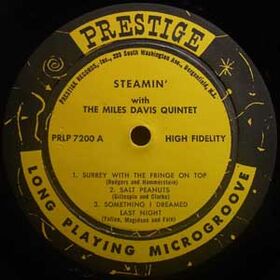 PRESTIGE
PRESTIGE RECORDS, INC., 203 South Washington Ave., Bergenfield, N.J.
STEAMIN'
with
THE MILES DAVIS QUINTET
PRLP 7200 A HIGH FIDELITY
1. SURREY WITH THE FRINGE ON TOP
(Rodgers and Hammerstein)
2. SALT PEANUTS
(Gillespie and Clarke)
3. SOMETHING I DREAMED
LAST NIGHT
(Yellen, Magidson and Fain)
LONG PLAYING MICROGROOVE